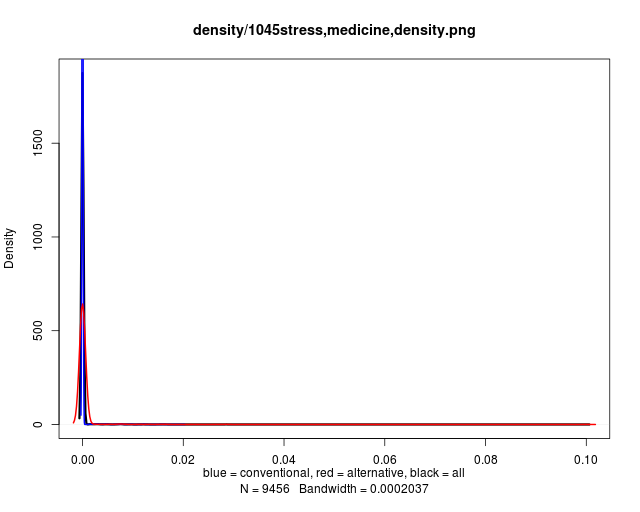 density/1045stress,medicine,density.png
Density
1500
1000
500
0
0.00 0.02 0.04 0.06 0.08 0.10
blue = conventional, red = alternative, black = all
N = 9456 Bandwidth = 0.0002037